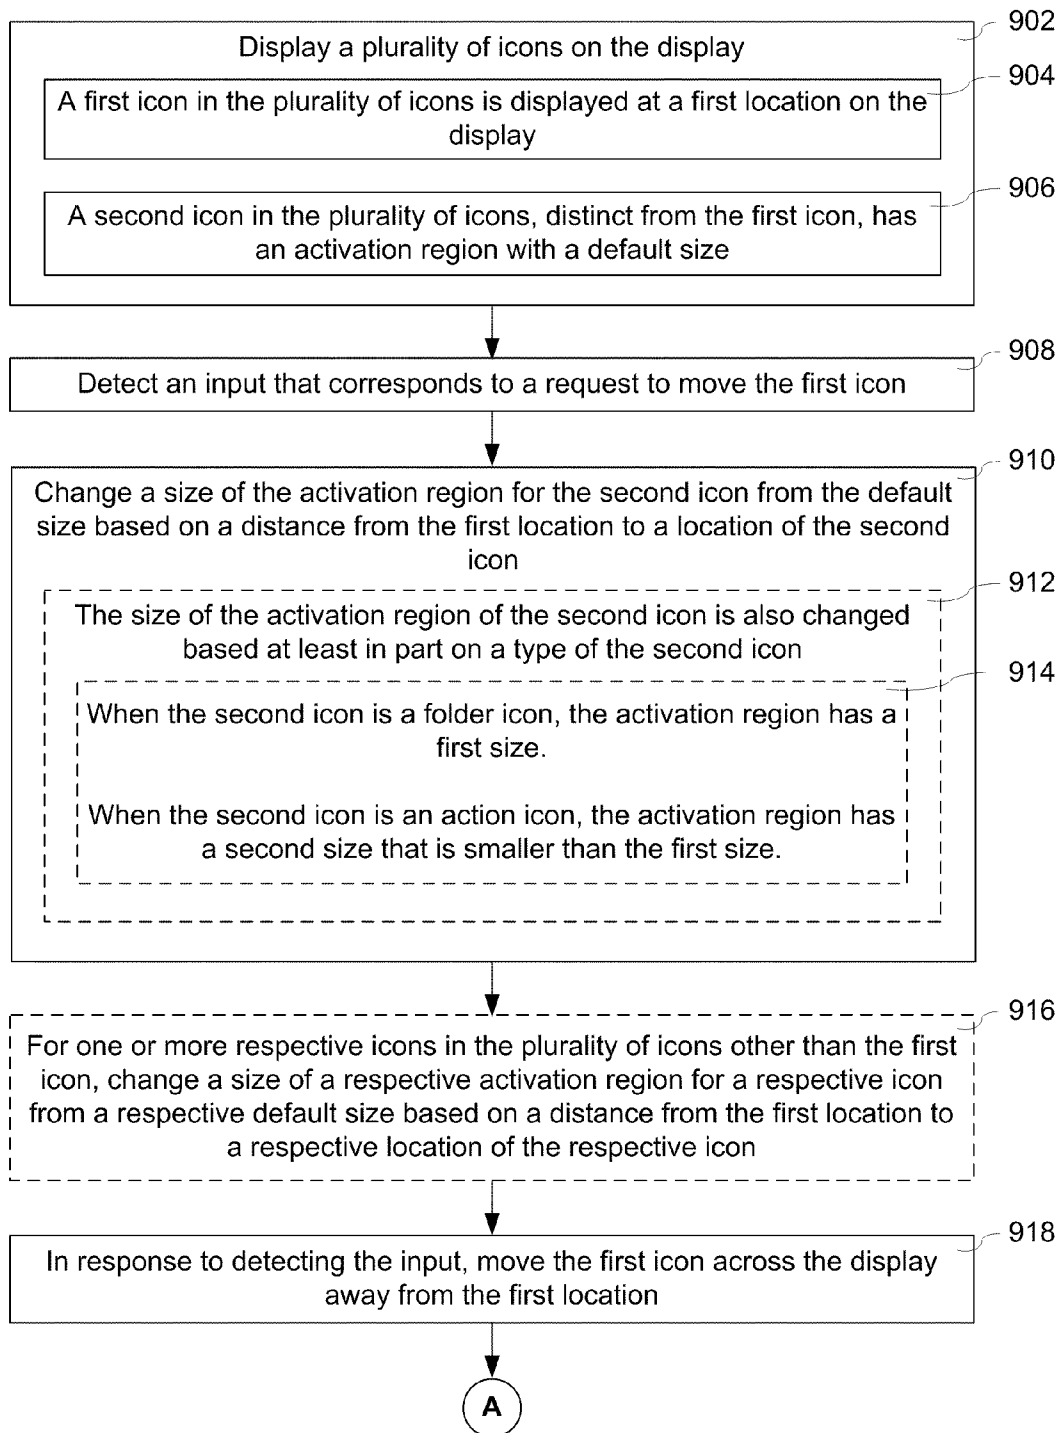 902
Display a plurality of icons on the display
904
A first icon in the plurality of icons is displayed at a first location on the
display
906
A second icon in the plurality of icons, distinct from the first icon, has
an activation region with a default size
908
Detect an input that corresponds to a request to move the first icon
910
Change a size of the activation region for the second icon from the default
size based on a distance from the first location to a location of the second
icon
912
The size of the activation region of the second icon is also changed
based at least in part on a type of the second icon
914
When the second icon is a folder icon, the activation region has a
first size.
When the second icon is an action icon, the activation region has
a second size that is smaller than the first size.
916
For one or more respective icons in the plurality of icons other than the first
icon, change a size of a respective activation region for a respective icon
from a respective default size based on a distance from the first location to
a respective location of the respective icon
918
In response to detecting the input, move the first icon across the display
away from the first location
A